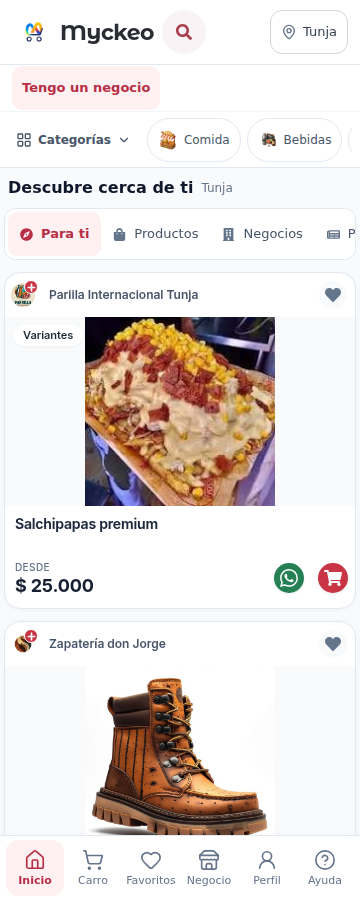 Myckeo
Tunja
Tengo un negocio
Categorías
Comida
Bebidas
Descubre cerca de ti Tunja
Para ti
Productos
Negocios
P
Parilla Internacional Tunja
Variantes
Salchipapas premium
DESDE
$ 25.000
Zapatería don Jorge
Inicio
Carro
Favoritos
Negocio
Perfil
Ayuda